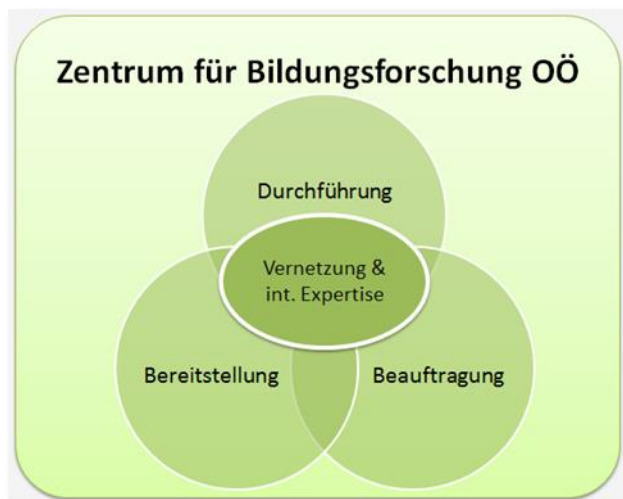 Zentrum für Bildungsforschung OÖ
Durchführung
Vernetzung &
int. Expertise
Bereitstellung
Beauftragung